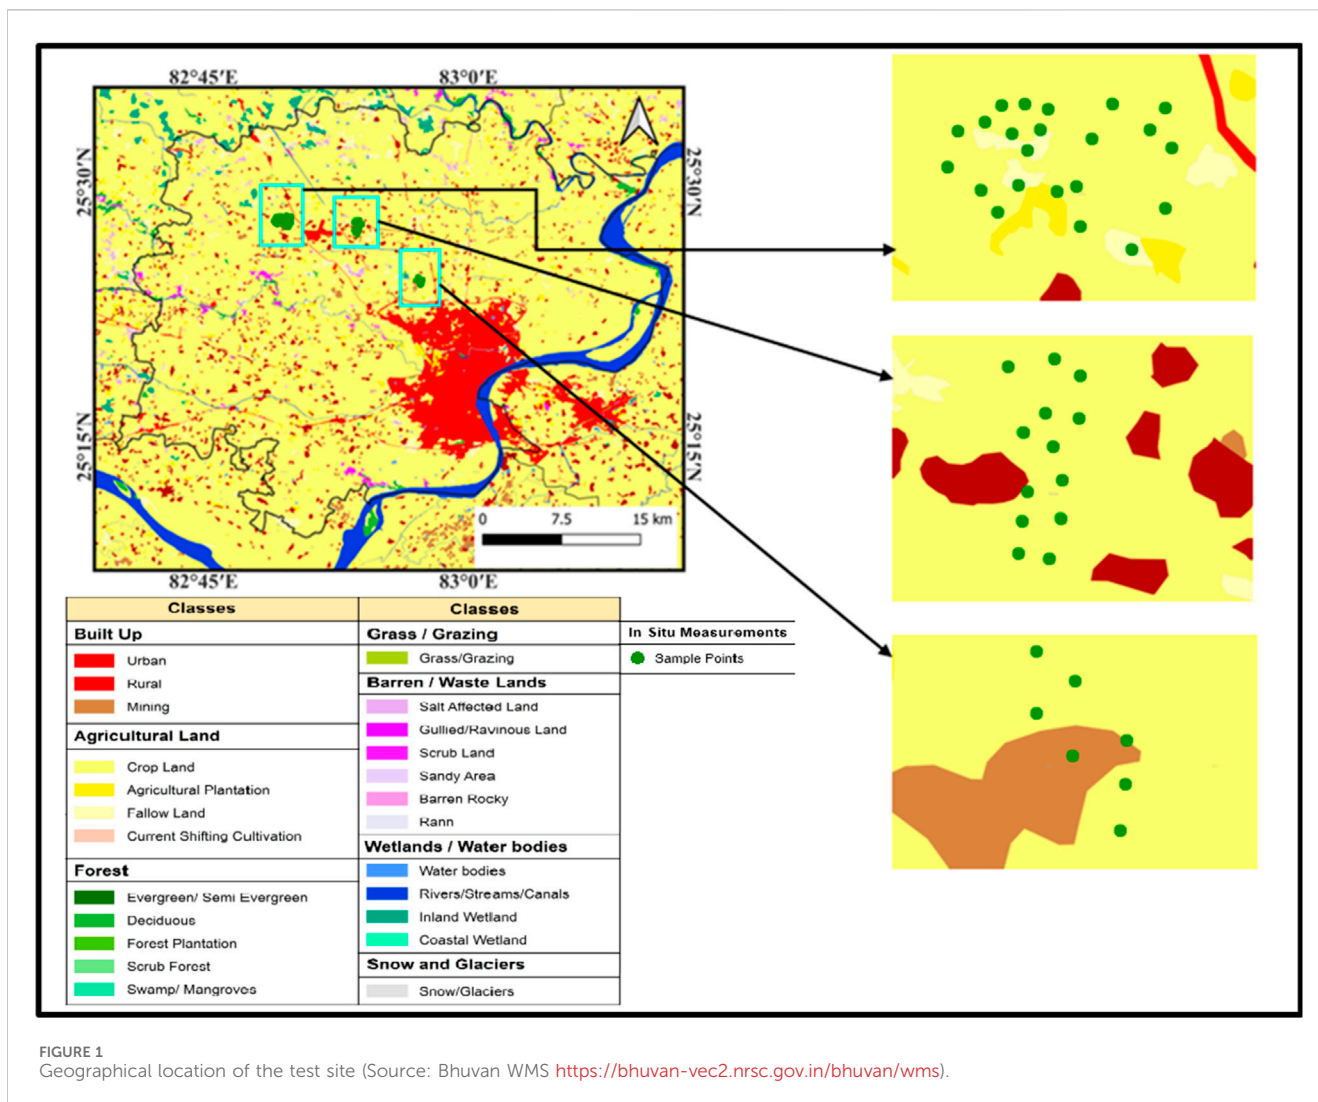 82°45′E 83°0′E
25°30′N
25°30′N
25°15′N
25°15′N
0 7.5 15 km
82°45′E 83°0′E
Classes
Built Up
Urban
Rural
Mining
Agricultural Land
Crop Land
Agricultural Plantation
Fallow Land
Current Shifting Cultivation
Forest
Evergreen/ Semi Evergreen
Deciduous
Forest Plantation
Scrub Forest
Swamp/ Mangroves
Classes
Grass / Grazing
Grass/Grazing
Barren / Waste Lands
Salt Affected Land
Gullied/Ravinous Land
Scrub Land
Sandy Area
Barren Rocky
Rann
Wetlands / Water bodies
Water bodies
Rivers/Streams/Canals
Inland Wetland
Coastal Wetland
Snow and Glaciers
Snow/Glaciers
In Situ Measurements
Sample Points
FIGURE 1
Geographical location of the test site (Source: Bhuvan WMS https://bhuvan-vec2.nrsc.gov.in/bhuvan/wms).